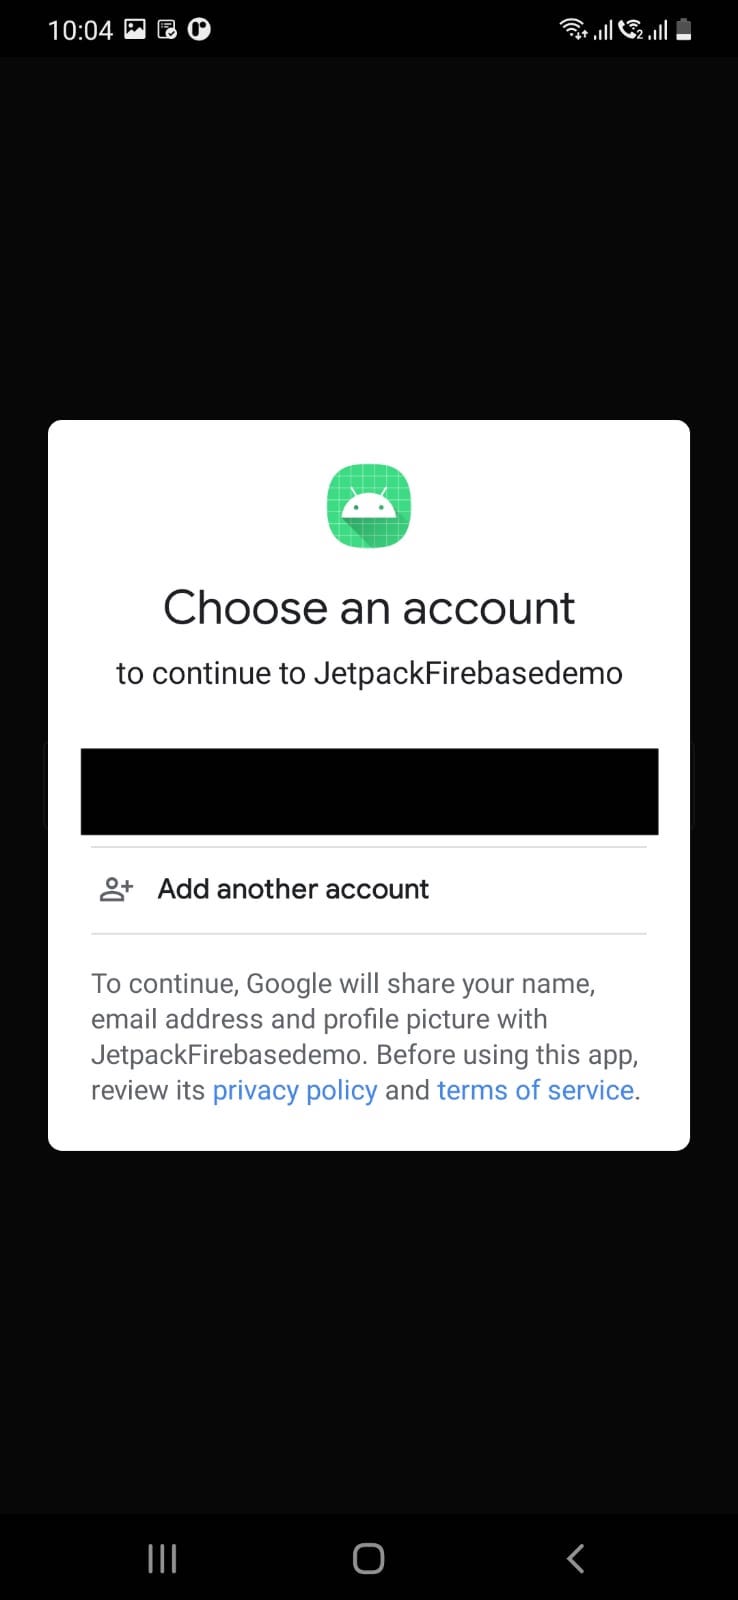 10:04
2
Choose an account
to continue to JetpackFirebasedemo
Add another account
To continue, Google will share your name,
email address and profile picture with
JetpackFirebasedemo. Before using this app,
review its privacy policy and terms of service.